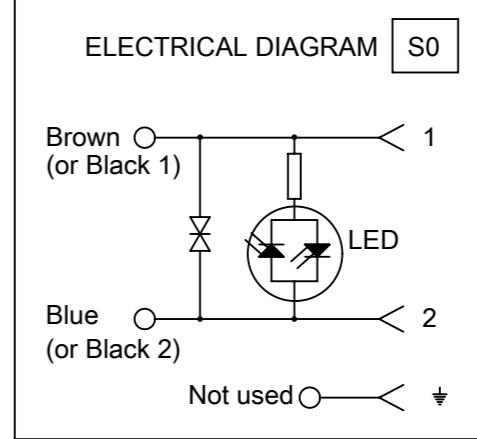 ELECTRICAL DIAGRAM S0
Brown 1
(or Black 1)
LED
Blue 2
(or Black 2)
Not used